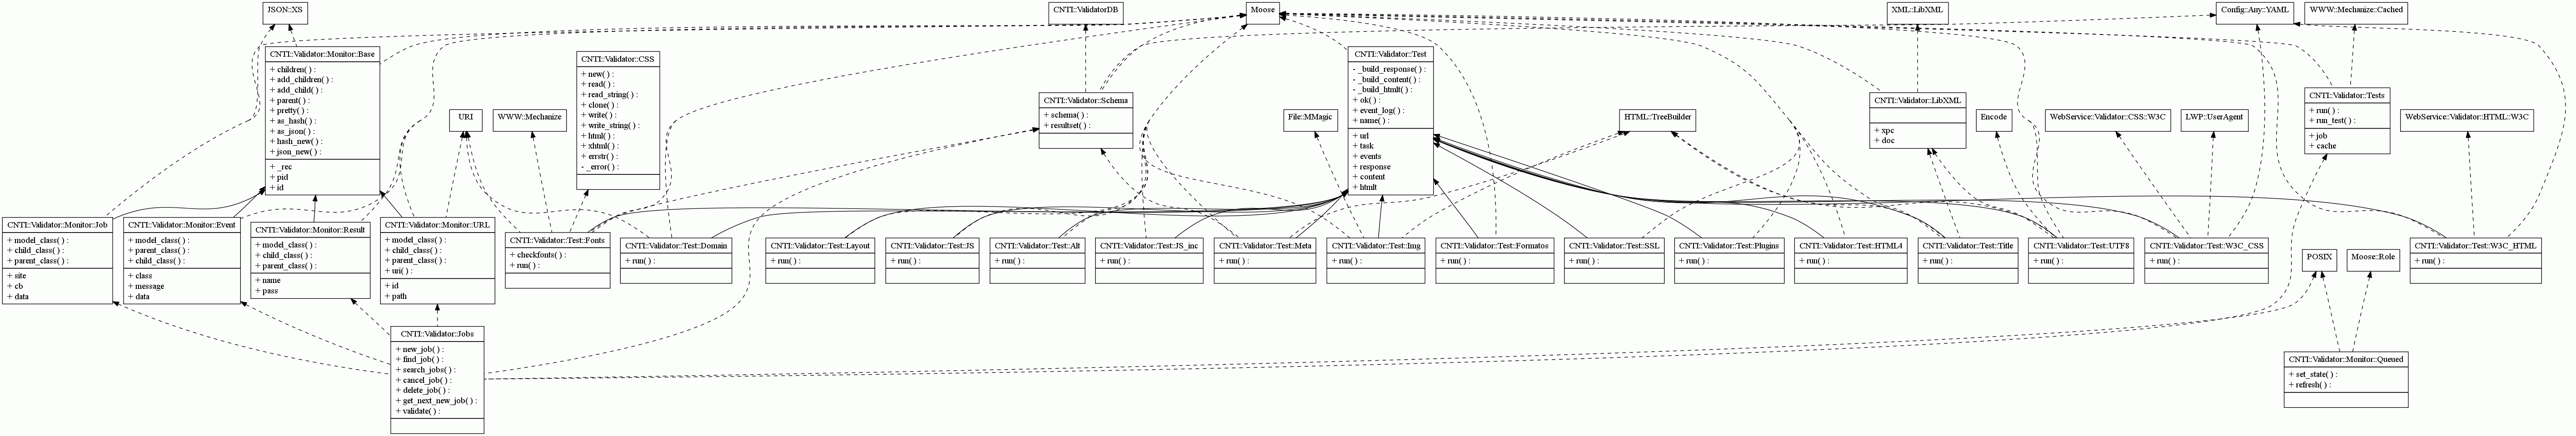 JSON::XS
CNTI::ValidatorDB
Moose
XML::LibXML
Config::Any::YAML
WWW::Mechanize::Cached
CNTI::Validator::Monitor::Base
+ children( ) :
+ add_children( ) :
+ add_child( ) :
+ parent( ) :
+ pretty( ) :
+ as_hash( ) :
+ as_json( ) :
+ hash_new( ) :
+ json_new( ) :
+ _rec
+ pid
+ id
URI
WWW::Mechanize
CNTI::Validator::CSS
+ new( ) :
+ read( ) :
+ read_string( ) :
+ clone( ) :
+ write( ) :
+ write_string( ) :
+ html( ) :
+ xhtml( ) :
+ errstr( ) :
- _error( ) :
CNTI::Validator::Schema
+ schema( ) :
+ resultset( ) :
File::MMagic
CNTI::Validator::Test
- _build_response( ) :
- _build_content( ) :
- _build_htmlt( ) :
+ ok( ) :
+ event_log( ) :
+ name( ) :
+ url
+ task
+ events
+ response
+ content
+ htmlt
HTML::TreeBuilder
CNTI::Validator::LibXML
+ xpc
+ doc
Encode
WebService::Validator::CSS::W3C
LWP::UserAgent
CNTI::Validator::Tests
+ run( ) :
+ run_test( ) :
+ job
+ cache
WebService::Validator::HTML::W3C
CNTI::Validator::Monitor::Job
+ model_class( ) :
+ child_class( ) :
+ parent_class( ) :
+ site
+ cb
+ data
CNTI::Validator::Monitor::Event
+ model_class( ) :
+ parent_class( ) :
+ child_class( ) :
+ class
+ message
+ data
CNTI::Validator::Monitor::Result
+ model_class( ) :
+ child_class( ) :
+ parent_class( ) :
+ name
+ pass
CNTI::Validator::Monitor::URL
+ model_class( ) :
+ child_class( ) :
+ parent_class( ) :
+ uri( ) :
+ id
+ path
CNTI::Validator::Test::Fonts
+ checkfonts( ) :
+ run( ) :
CNTI::Validator::Test::Domain
+ run( ) :
CNTI::Validator::Test::Layout
+ run( ) :
CNTI::Validator::Test::JS
+ run( ) :
CNTI::Validator::Test::Alt
+ run( ) :
CNTI::Validator::Test::JS_inc
+ run( ) :
CNTI::Validator::Test::Meta
+ run( ) :
CNTI::Validator::Test::Img
+ run( ) :
CNTI::Validator::Test::Formatos
+ run( ) :
CNTI::Validator::Test::SSL
+ run( ) :
CNTI::Validator::Test::Plugins
+ run( ) :
CNTI::Validator::Test::HTML4
+ run( ) :
CNTI::Validator::Test::Title
+ run( ) :
CNTI::Validator::Test::UTF8
+ run( ) :
CNTI::Validator::Test::W3C_CSS
+ run( ) :
POSIX
Moose::Role
CNTI::Validator::Test::W3C_HTML
+ run( ) :
CNTI::Validator::Jobs
+ new_job( ) :
+ find_job( ) :
+ search_jobs( ) :
+ cancel_job( ) :
+ delete_job( ) :
+ get_next_new_job( ) :
+ validate( ) :
CNTI::Validator::Monitor::Queued
+ set_state( ) :
+ refresh( ) :